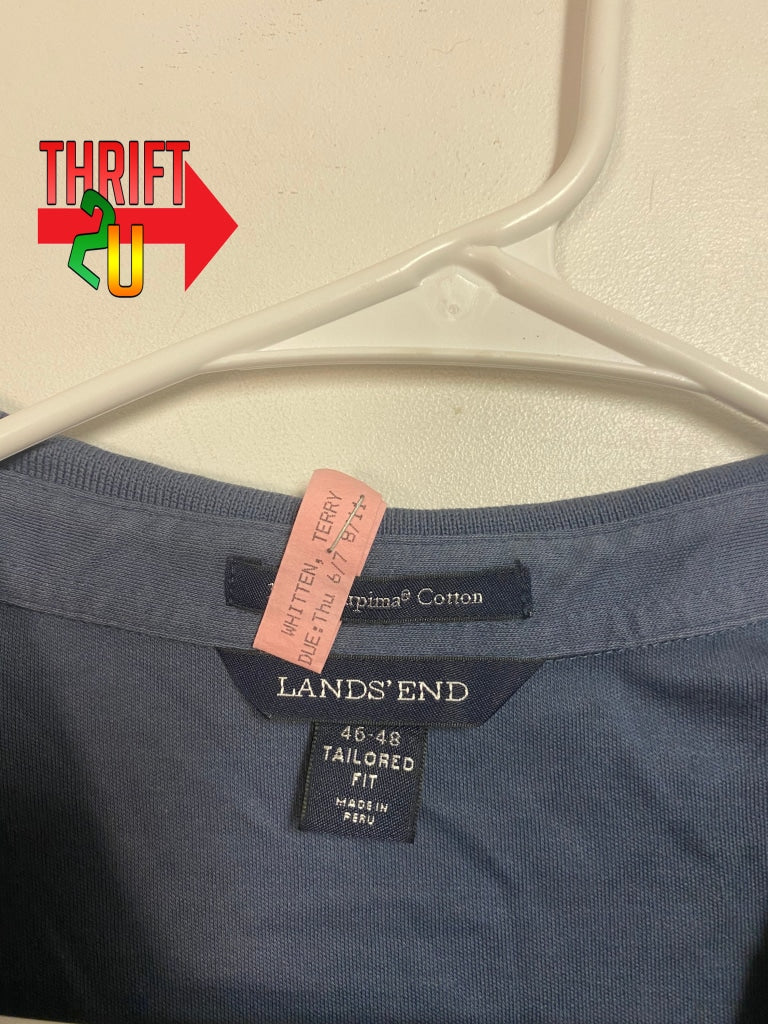 THRIFT
2U
WHITTEN, TERRY
DUE:Thu 6/7
Cotton
LANDS' END
46-48
TAILORED
FIT
MADE IN
PERU